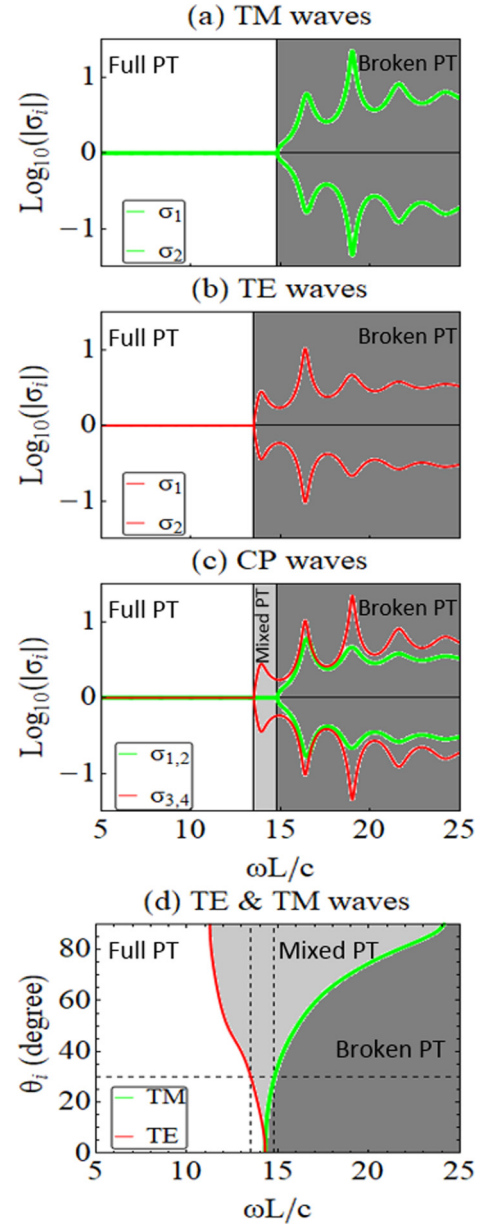 (a) TM waves
Full PT
Broken PT
Log10(|σi|)
1
0
−1
σ1
σ2
(b) TE waves
Full PT
Broken PT
Log10(|σi|)
1
0
−1
σ1
σ2
(c) CP waves
Full PT
Mixed PT
Broken PT
Log10(|σi|)
1
0
−1
σ1,2
σ3,4
5 10 15 20 25
ωL/c
(d) TE & TM waves
Full PT
Mixed PT
Broken PT
θi (degree)
80
60
40
20
0
TM
TE
5 10 15 20 25
ωL/c